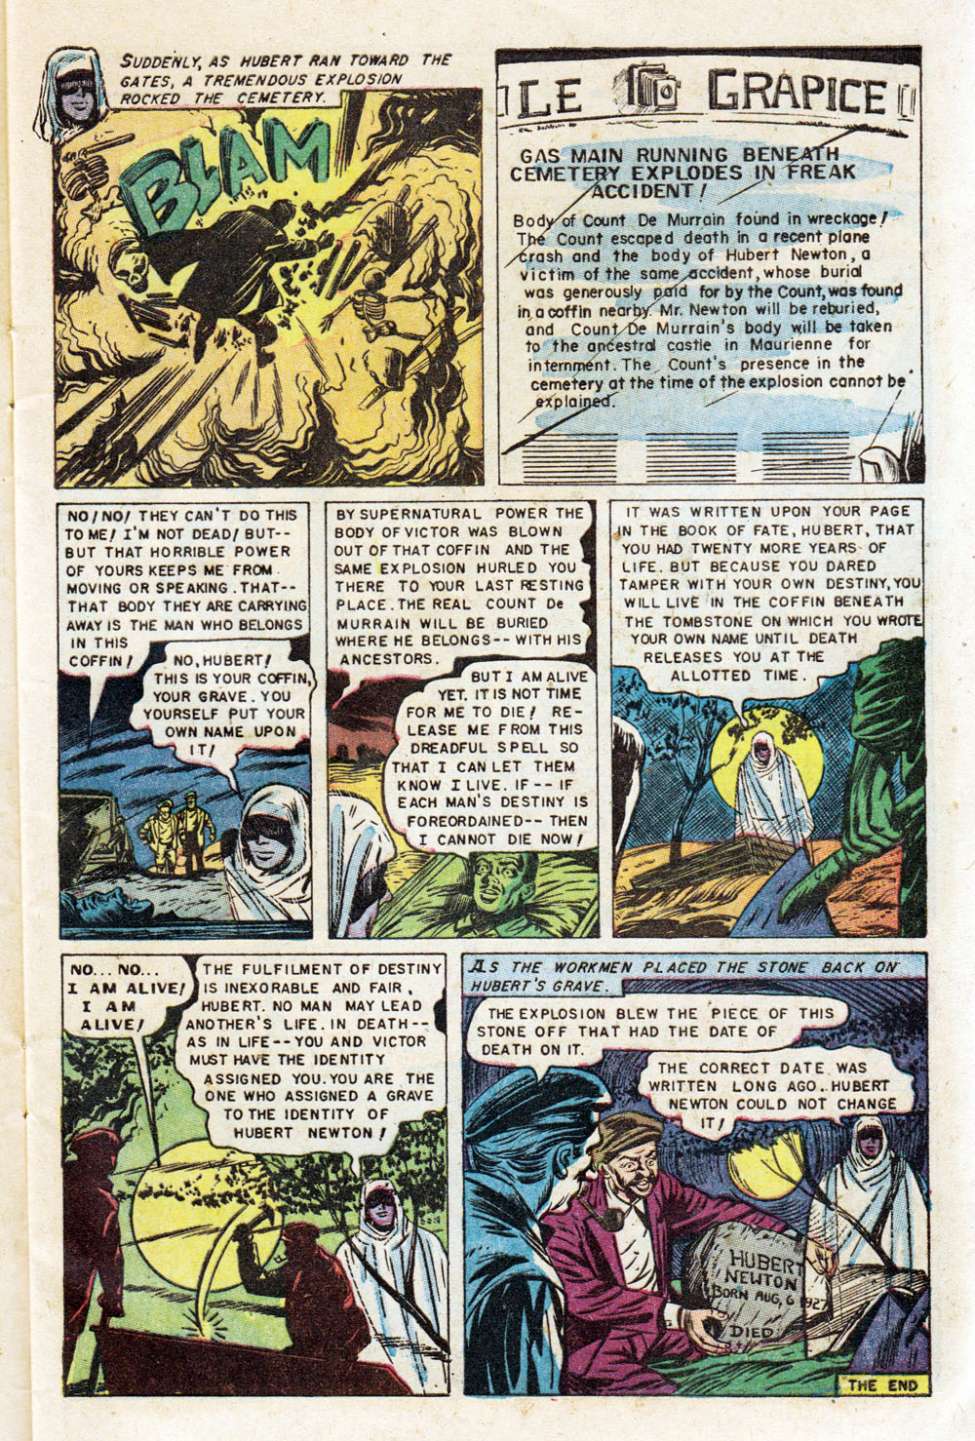 SUDDENLY, AS HUBERT RAN TOWARD THE
GATES, A TREMENDOUS EXPLOSION
ROCKED THE CEMETERY.
BLAM
LE GRAPICE
GAS MAIN RUNNING BENEATH
CEMETERY EXPLODES IN FREAK
ACCIDENT!
Body of Count De Murrain found in wreckage!
The Count escaped death in a recent plane
crash and the body of Hubert Newton, a
victim of the same accident, whose burial
was generously paid for by the Count, was found
in a coffin nearby. Mr. Newton will be reburied,
and Count De Murrain's body will be taken
to the ancestral castle in Maurienne for
internment. The Count's presence in the
cemetery at the time of the explosion cannot be
explained.
NO! NO! THEY CAN'T DO THIS
TO ME! I'M NOT DEAD! BUT--
BUT THAT HORRIBLE POWER
OF YOURS KEEPS ME FROM
MOVING OR SPEAKING. THAT--
THAT BODY THEY ARE CARRYING
AWAY IS THE MAN WHO BELONGS
IN THIS
COFFIN!
NO, HUBERT!
THIS IS YOUR COFFIN,
YOUR GRAVE. YOU
YOURSELF PUT YOUR
OWN NAME UPON
IT!
BY SUPERNATURAL POWER THE
BODY OF VICTOR WAS BLOWN
OUT OF THAT COFFIN AND THE
SAME EXPLOSION HURLED YOU
THERE TO YOUR LAST RESTING
PLACE. THE REAL COUNT De
MURRAIN WILL BE BURIED
WHERE HE BELONGS-- WITH HIS
ANCESTORS.
BUT I AM ALIVE
YET. IT IS NOT TIME
FOR ME TO DIE! RE-
LEASE ME FROM THIS
DREADFUL SPELL SO
THAT I CAN LET THEM
KNOW I LIVE. IF -- IF
EACH MAN'S DESTINY IS
FOREORDAINED-- THEN
I CANNOT DIE NOW!
IT WAS WRITTEN UPON YOUR PAGE
IN THE BOOK OF FATE, HUBERT, THAT
YOU HAD TWENTY MORE YEARS OF
LIFE. BUT BECAUSE YOU DARED
TAMPER WITH YOUR OWN DESTINY, YOU
WILL LIVE IN THE COFFIN BENEATH
THE TOMBSTONE ON WHICH YOU WROTE
YOUR OWN NAME UNTIL DEATH
RELEASES YOU AT THE
ALLOTTED TIME.
NO... NO...
I AM ALIVE!
I AM
ALIVE!
THE FULFILMENT OF DESTINY
IS INEXORABLE AND FAIR,
HUBERT. NO MAN MAY LEAD
ANOTHER'S LIFE. IN DEATH--
AS IN LIFE--YOU AND VICTOR
MUST HAVE THE IDENTITY
ASSIGNED YOU. YOU ARE THE
ONE WHO ASSIGNED A GRAVE
TO THE IDENTITY OF
HUBERT NEWTON!
AS THE WORKMEN PLACED THE STONE BACK ON
HUBERT'S GRAVE.
THE EXPLOSION BLEW THE PIECE OF THIS
STONE OFF THAT HAD THE DATE OF
DEATH ON IT.
THE CORRECT DATE WAS
WRITTEN LONG AGO. HUBERT
NEWTON COULD NOT CHANGE
IT!
HUBERT
NEWTON
BORN AUG, 6 1927
DIED
THE END